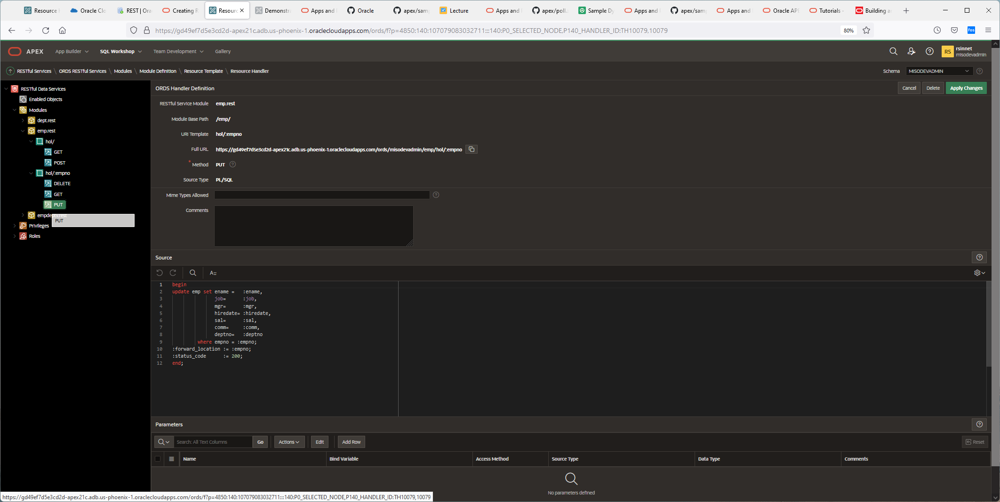 Resource
Oracle Clo
REST | Ora
Creating R
Resourc
Demonstra
Apps and
Oracle
apex/samp
Lecture
Apps and
apex/poll
Sample Dy
Apps and
apex/samp
Apps and
Oracle APE
Tutorials -
Building a
https://gd49ef7d5e3cd2d-apex21c.adb.us-phoenix-1.oraclecloudapps.com/ords/f?p=4850:140:107079083032711:::140:P0_SELECTED_NODE,P140_HANDLER_ID:TH10079,10079
80%
fos
APEX
App Builder
SQL Workshop
Team Development
Gallery
RS
rsinnet
misodevadmin
RESTful Services \ ORDS RESTful Services \ Modules \ Module Definition \ Resource Template \ Resource Handler
Schema
MISODEVADMIN
RESTful Data Services
Enabled Objects
Modules
dept.rest
emp.rest
hol/
GET
POST
hol/:empno
DELETE
GET
PUT
PUT
Privileges
Roles
ORDS Handler Definition
Cancel
Delete
Apply Changes
RESTful Service Module emp.rest
Module Base Path /emp/
URI Template hol/:empno
Full URL https://gd49ef7d5e3cd2d-apex21c.adb.us-phoenix-1.oraclecloudapps.com/ords/misodevadmin/emp/hol/:empno
* Method PUT
Source Type PL/SQL
Mime Types Allowed
Comments
Source
A::
1 begin
2 update emp set ename = :ename,
3 job= :job,
4 mgr= :mgr,
5 hiredate= :hiredate,
6 sal= :sal,
7 comm= :comm,
8 deptno= :deptno
9 where empno = :empno;
10 :forward_location := :empno;
11 :status_code := 200;
12 end;
Parameters
Search: All Text Columns
Go
Actions
Edit
Add Row
Reset
Name
Bind Variable
Access Method
Source Type
Data Type
Comments
No parameters defined
https://gd49ef7d5e3cd2d-apex21c.adb.us-phoenix-1.oraclecloudapps.com/ords/f?p=4850:140:107079083032711:::140:P0_SELECTED_NODE,P140_HANDLER_ID:TH10079,10079